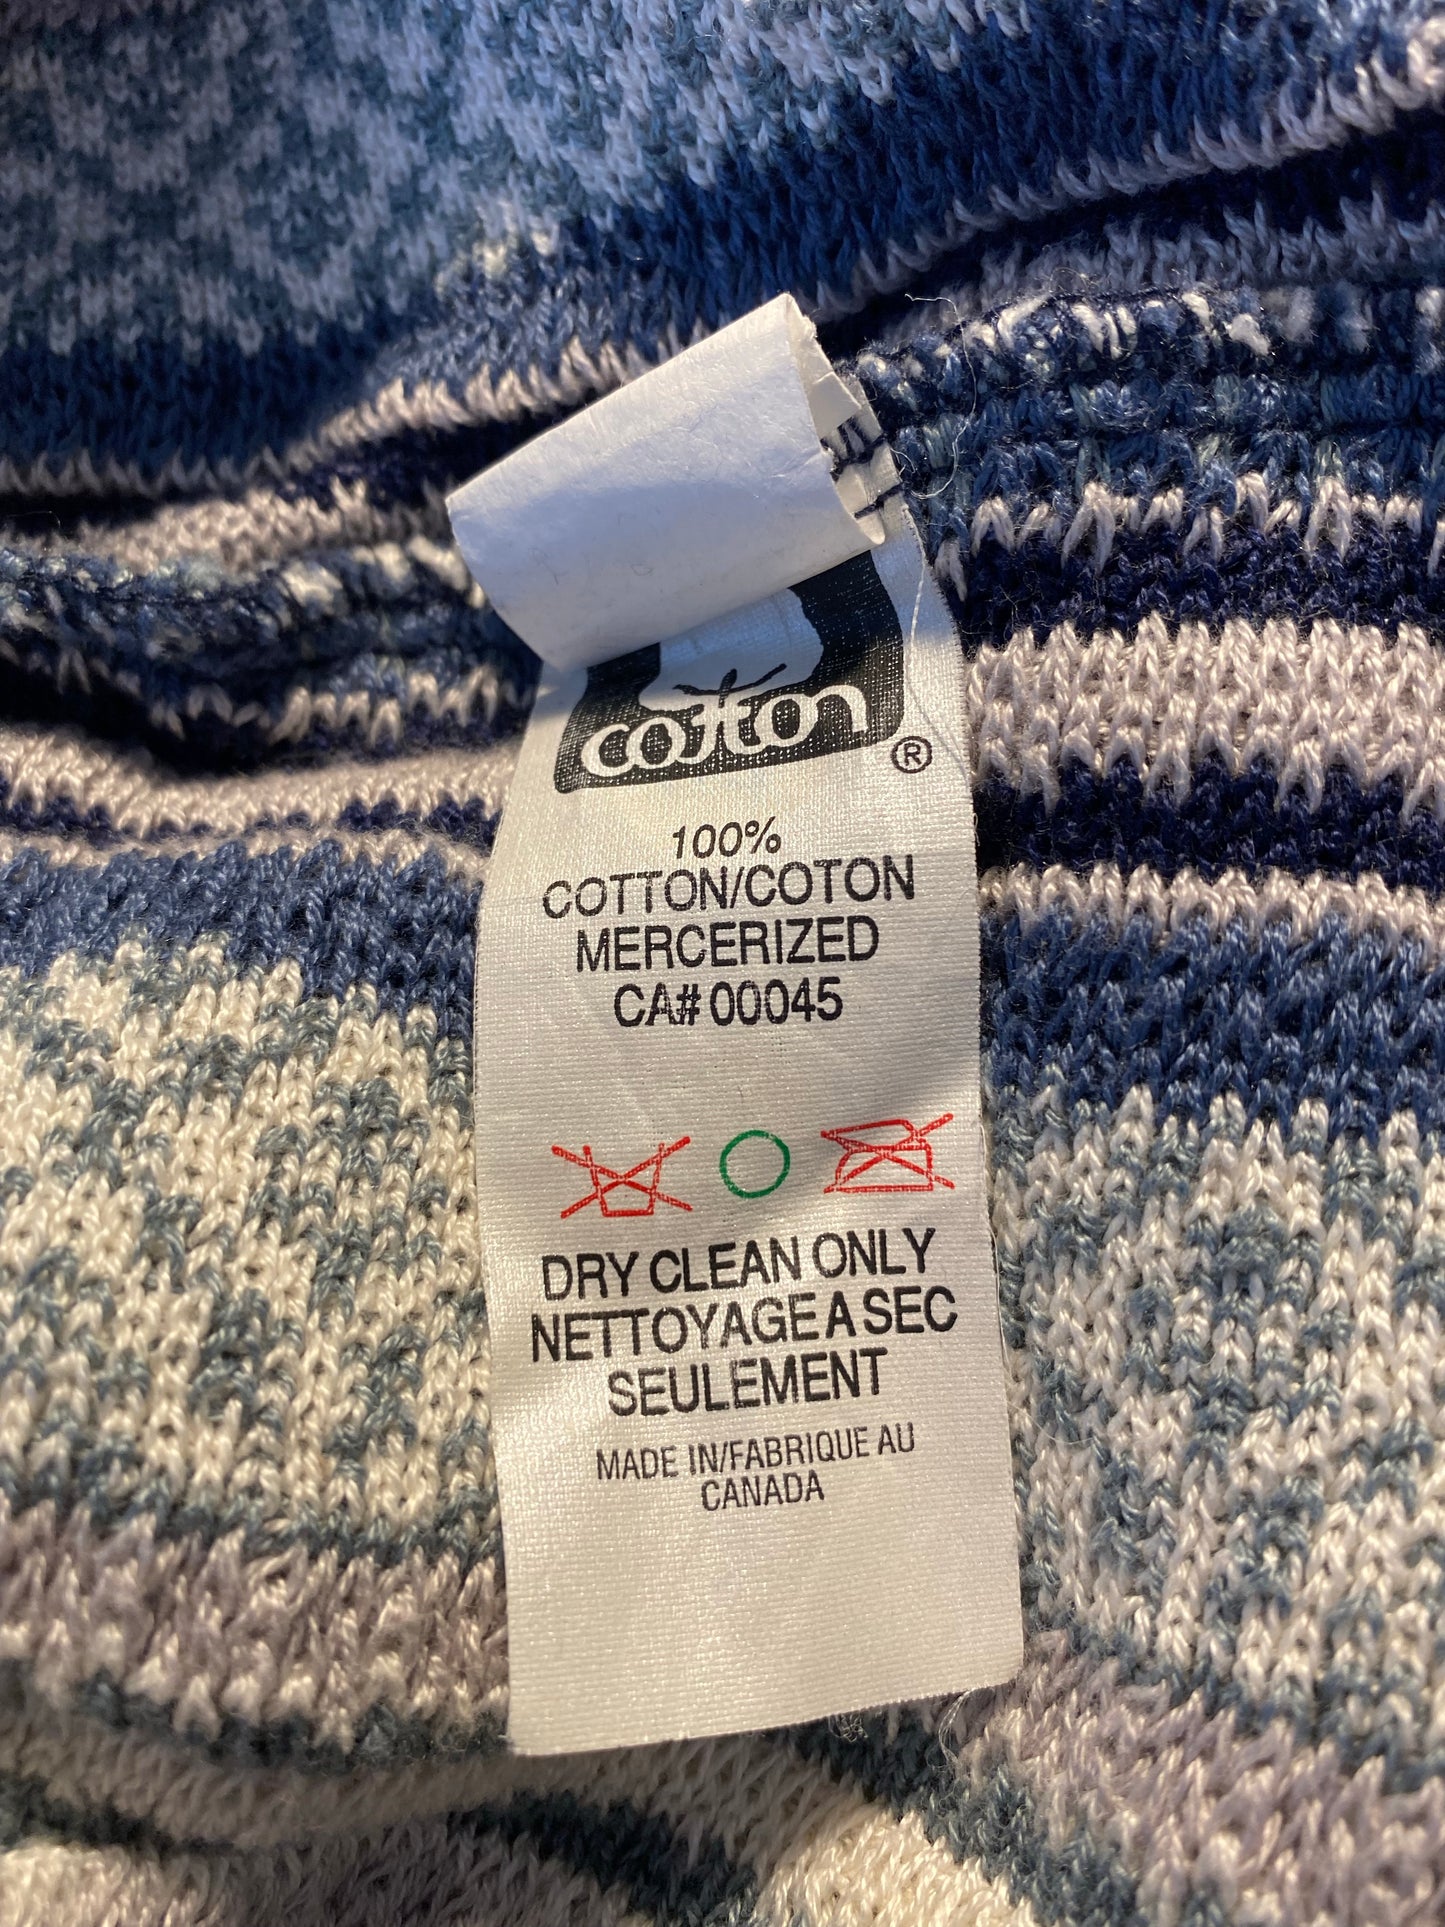 cotton
®
100%
COTTON/COTON
MERCERIZED
CA# 00045
DRY CLEAN ONLY
NETTOYAGE A SEC
SEULEMENT
MADE IN/FABRIQUE AU
CANADA